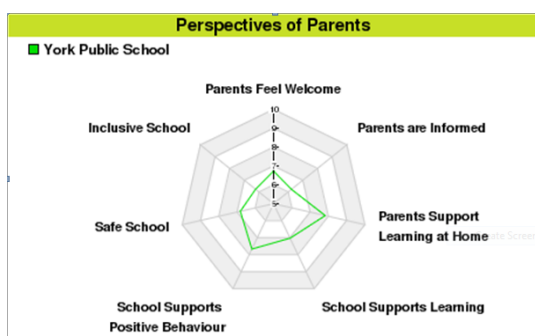 Perspectives of Parents
York Public School
Parents Feel Welcome
Inclusive School
Parents are Informed
10
9
8
7
6
5
Safe School
Parents Support
Learning at Home
School Supports
Positive Behaviour
School Supports Learning